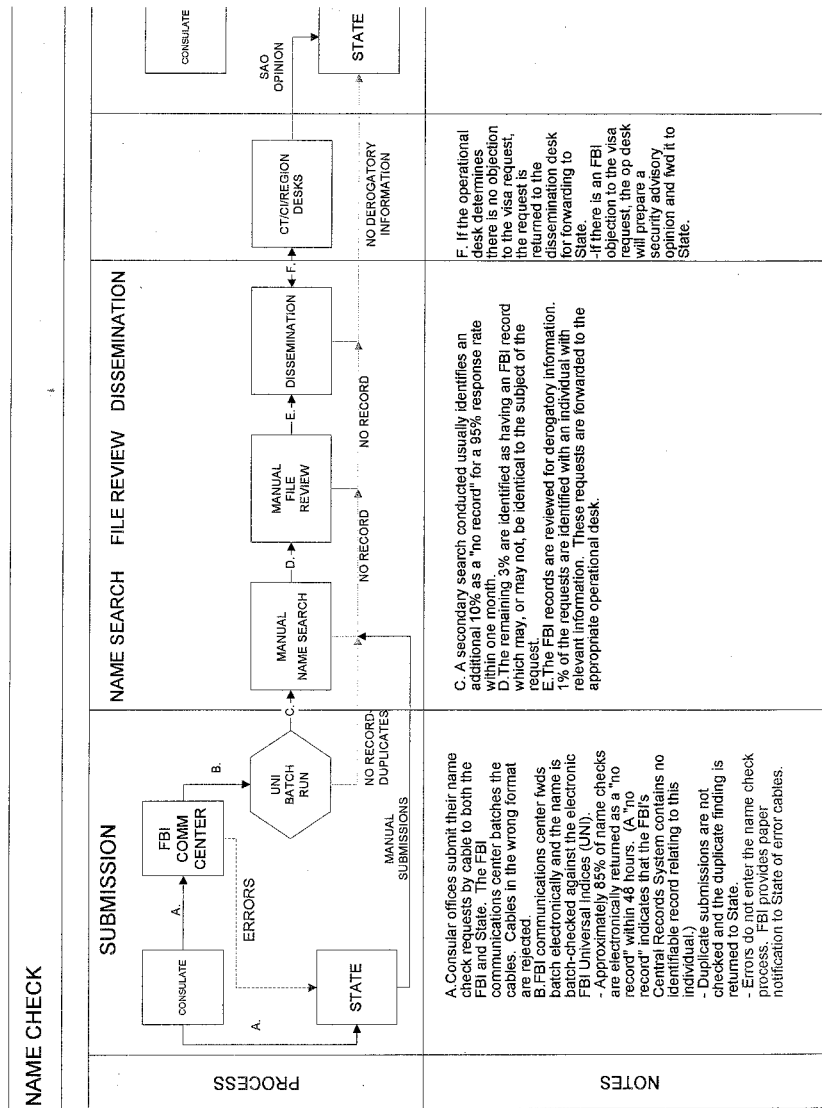 NAME CHECK
SUBMISSION
NAME SEARCH
FILE REVIEW
DISSEMINATION
PROCESS
CONSULATE
A.
FBI
COMM
CENTER
B.
A.
ERRORS
STATE
UNI
BATCH
RUN
C.
NO RECORD-
DUPLICATES
MANUAL
SUBMISSIONS
MANUAL
NAME SEARCH
D.
NO RECORD
MANUAL
FILE
REVIEW
E.
NO RECORD
DISSEMINATION
F.
CT/CI/REGION
DESKS
NO DEROGATORY
INFORMATION
SAO
OPINION
CONSULATE
STATE
NOTES
A.Consular offices submit their name
check requests by cable to both the
FBI and State. The FBI
communications center batches the
cables. Cables in the wrong format
are rejected.
B.FBI communications center fwds
batch electronically and the name is
batch-checked against the electronic
FBI Universal Indices (UNI).
- Approximately 85% of name checks
are electronically returned as a "no
record" within 48 hours. (A "no
record" indicates that the FBI's
Central Records System contains no
identifiable record relating to this
individual.)
- Duplicate submissions are not
checked and the duplicate finding is
returned to State.
- Errors do not enter the name check
process. FBI provides paper
notification to State of error cables.
C. A secondary search conducted usually identifies an
additional 10% as a "no record" for a 95% response rate
within one month.
D.The remaining 3% are identified as having an FBI record
which may, or may not, be identical to the subject of the
request.
E.The FBI records are reviewed for derogatory information.
1% of the requests are identified with an individual with
relevant information. These requests are forwarded to the
appropriate operational desk.
F. If the operational
desk determines
there is no objection
to the visa request,
the request is
returned to the
dissemination desk
for forwarding to
State.
-If there is an FBI
objection to the visa
request, the op desk
will prepare a
security advisory
opinion and fwd it to
State.